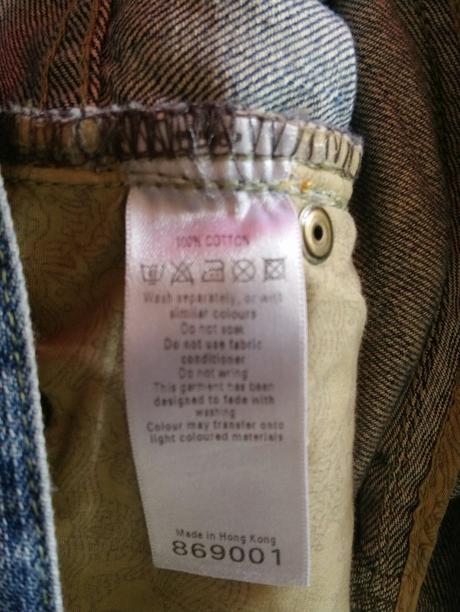 100% COTTON
Wash separately, or with
similar colours
Do not soak
Do not use fabric
conditioner
Do not wring
This garment has been
designed to fade with
washing
Colour may transfer onto
light coloured materials
Made in Hong Kong
869001